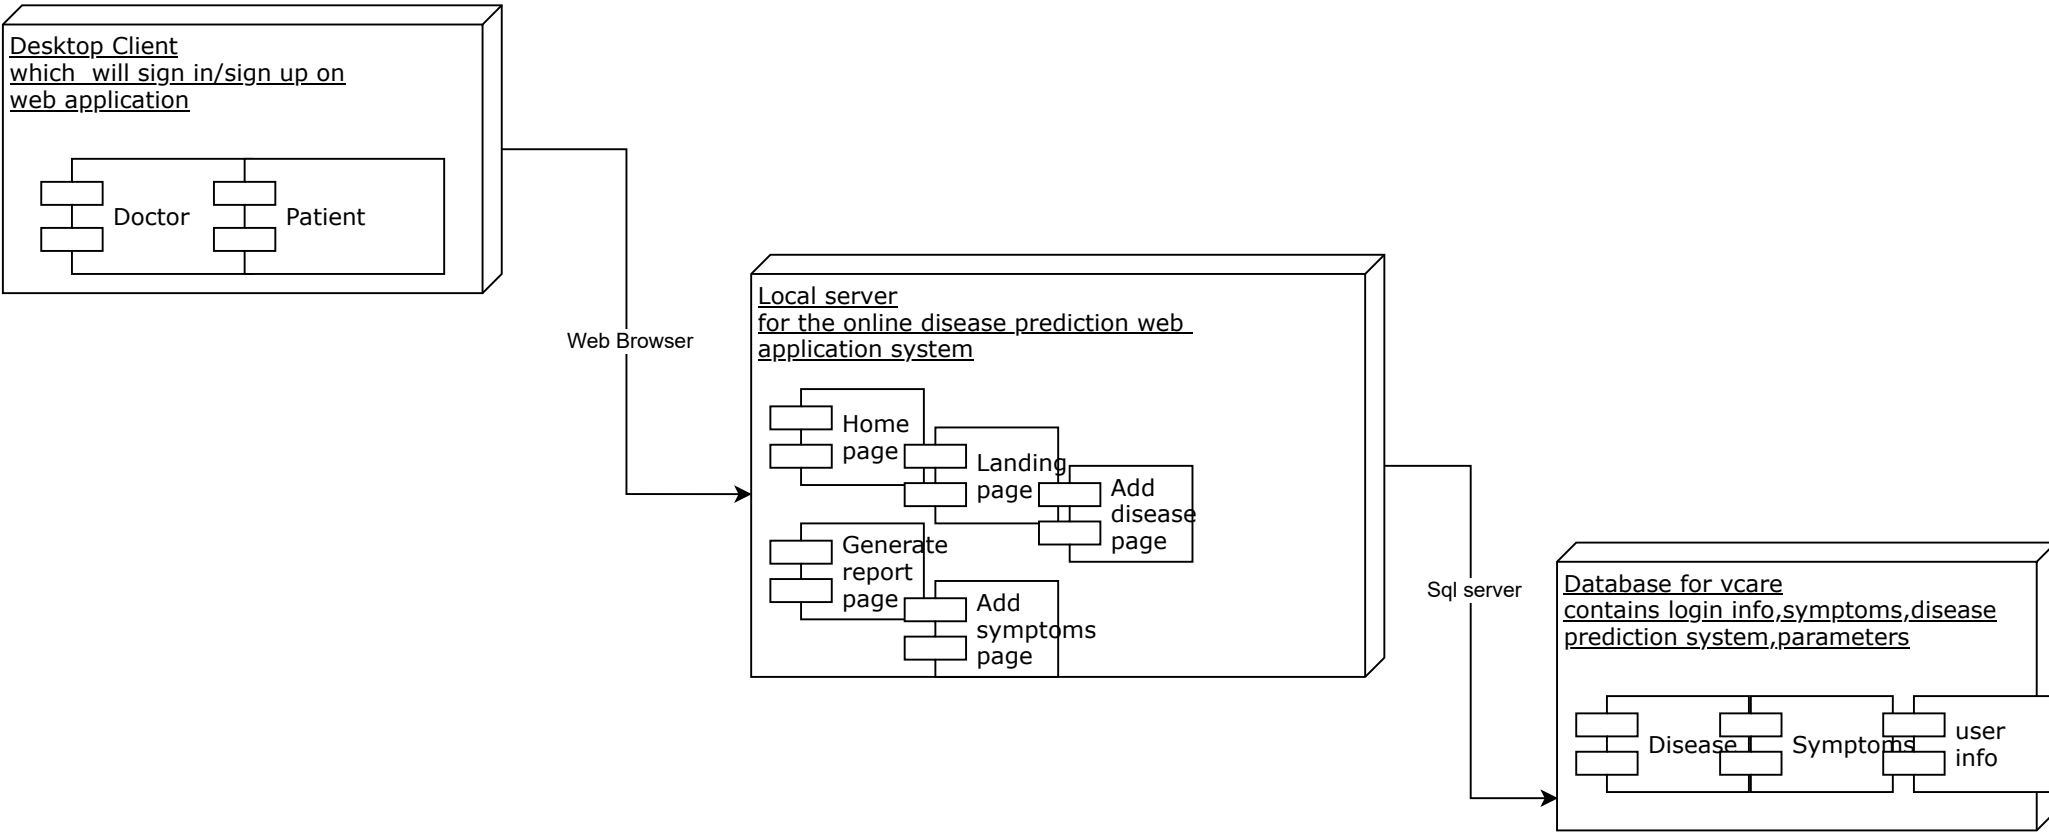 Desktop Client
which  will sign in/sign up on
web application
Doctor
Patient
Web Browser
Local server
for the online disease prediction web
application system
Home
page
Landing
page
Add
disease
page
Generate
report
page
Add
symptoms
page
Sql server
Database for vcare
contains login info,symptoms,disease
prediction system,parameters
Disease
Symptoms
user
info